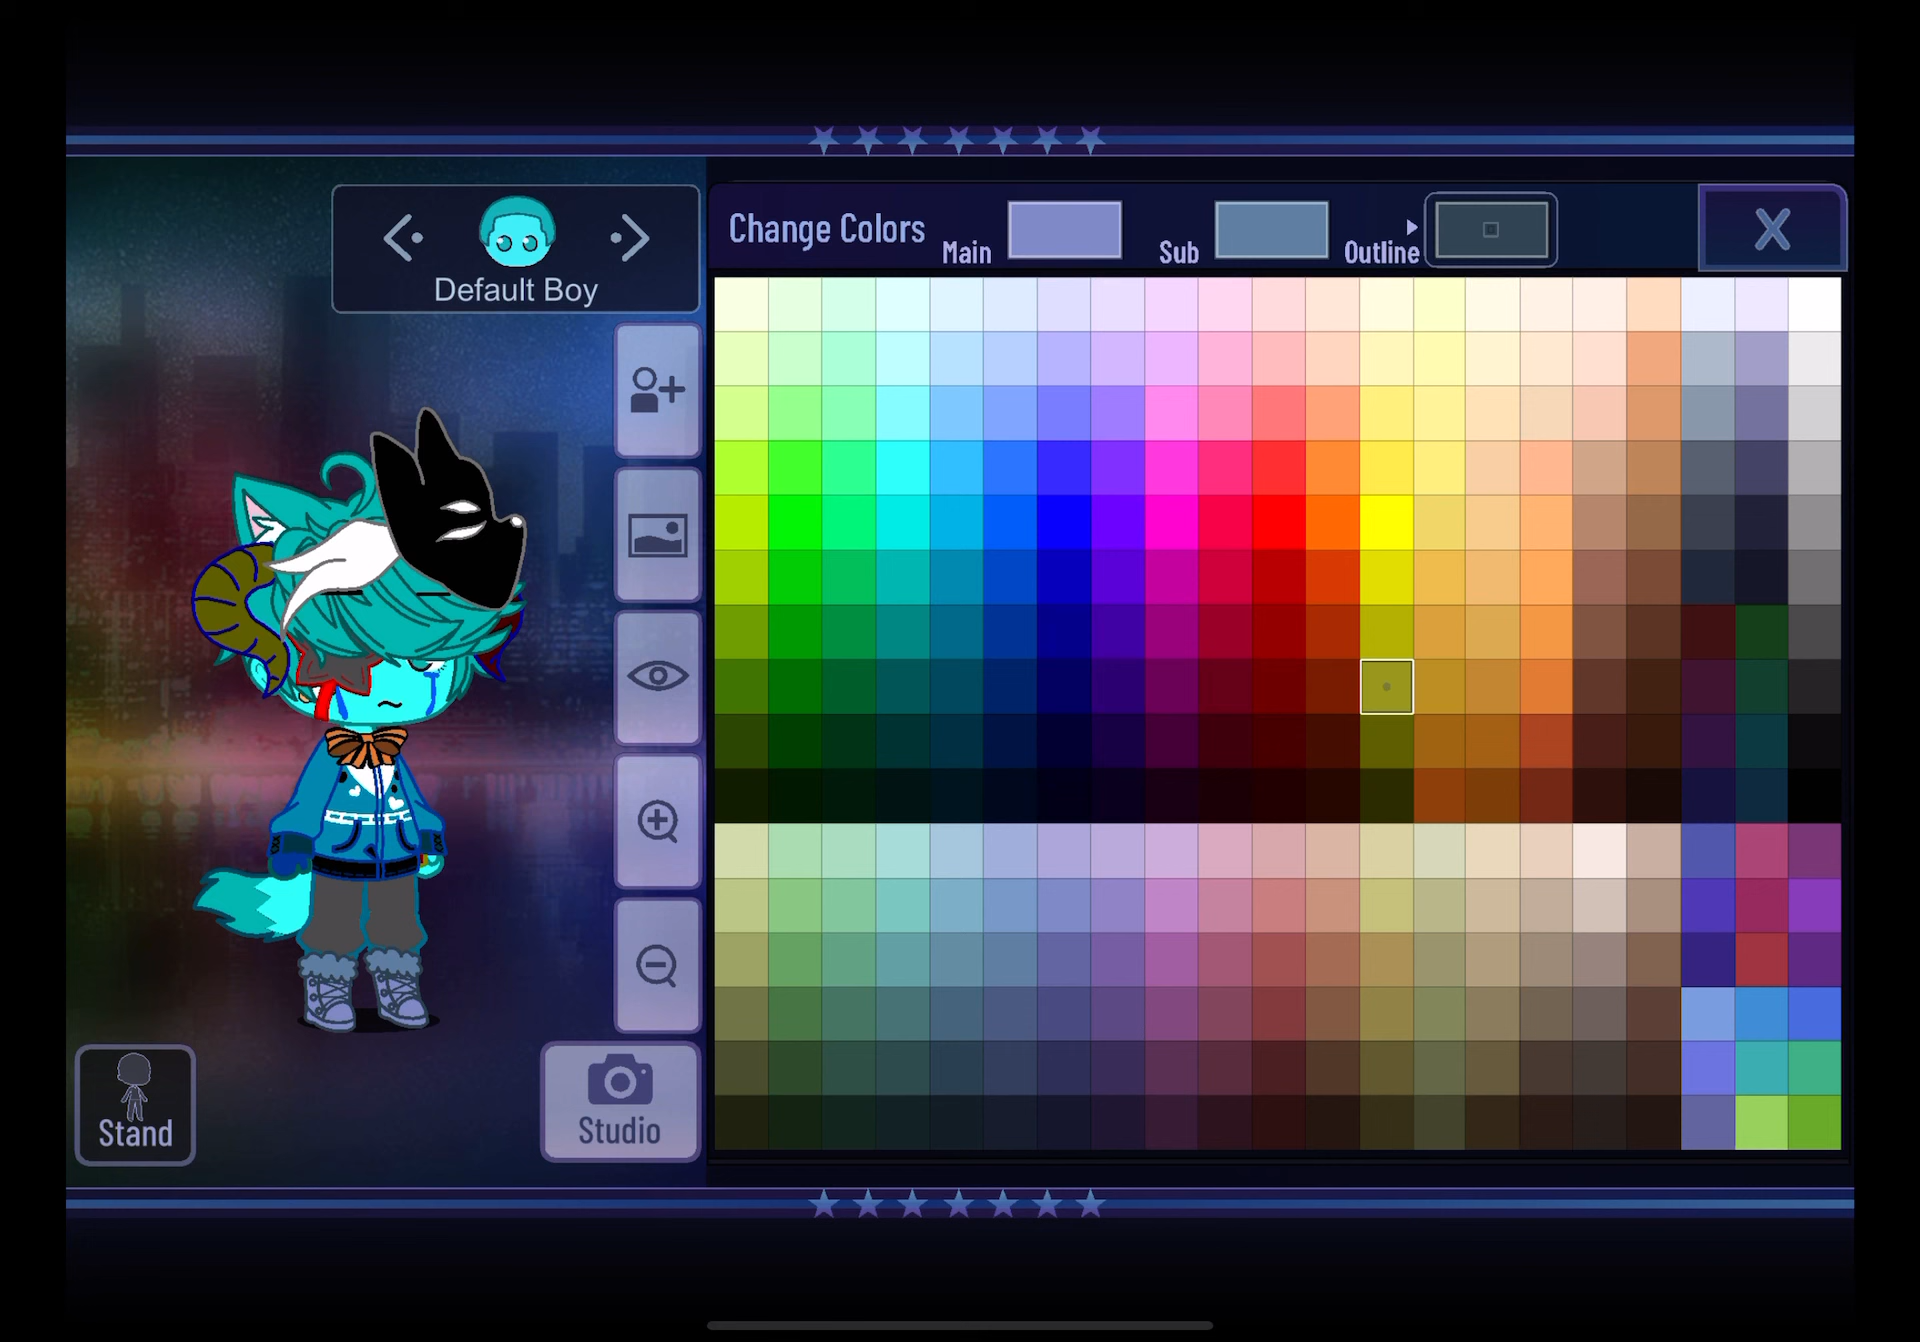 Default Boy
Change Colors
Main
Sub
Outline
X
Stand
Studio